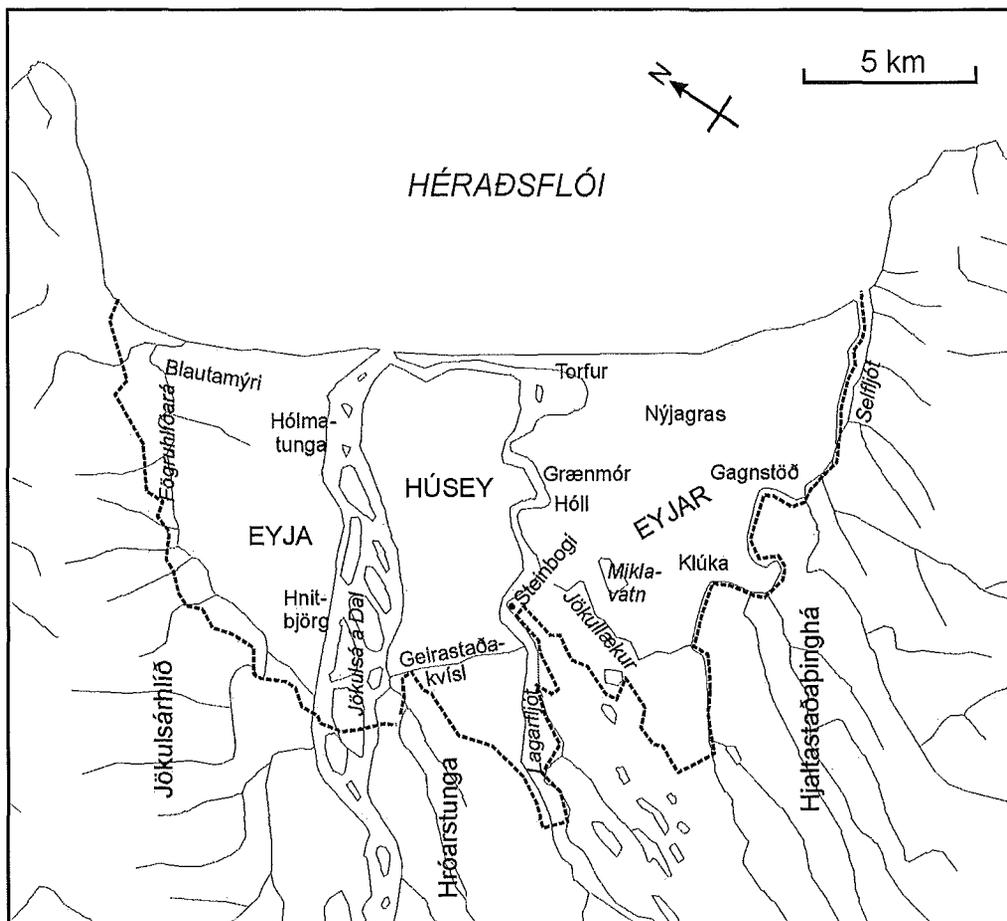 5 km
N
HÉRAÐSFLÓI
Blautamýri
Torfur
Fögruhlíðará
Selfljót
Hólma-
tunga
Nýjagras
HÚSEY
Grænmór
Gagnstöð
Hóll
EYJAR
EYJA
Steinbogi
Mikla-
vatn
Klúka
Hnit-
björg
Jökulsá á Dal
Jökullækur
Geirastaða-
kvísl
Lagarfljót
Jökulsárhlíð
Hróarstunga
Hjaltastaðaþinghá